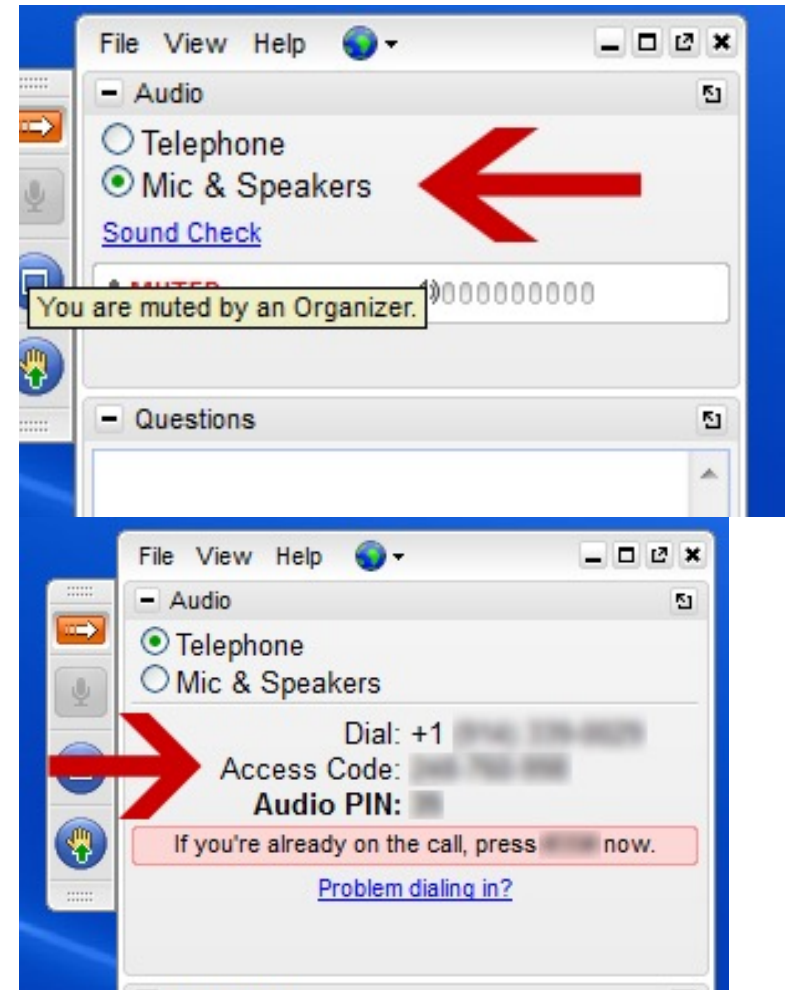 File View Help
Audio
Telephone
Mic & Speakers
Sound Check
MUTED
You are muted by an Organizer.
Questions
File View Help
Audio
Telephone
Mic & Speakers
Dial: +1
Access Code:
Audio PIN:
If you're already on the call, press now.
Problem dialing in?